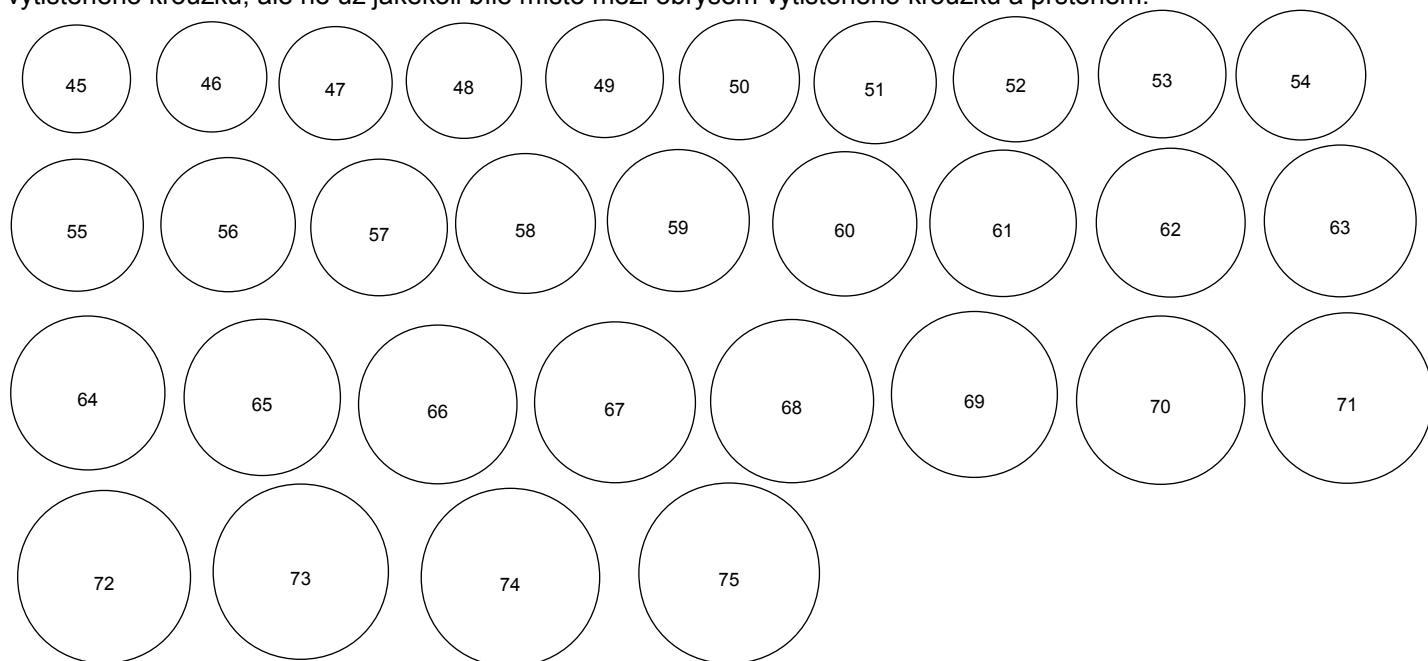 vytištěného kroužku, ale ne už jakékoli bílé místo mezi obrysem vytištěného kroužku a prstenem.
45 46 47 48 49 50 51 52 53 54
55 56 57 58 59 60 61 62 63
64 65 66 67 68 69 70 71
72 73 74 75